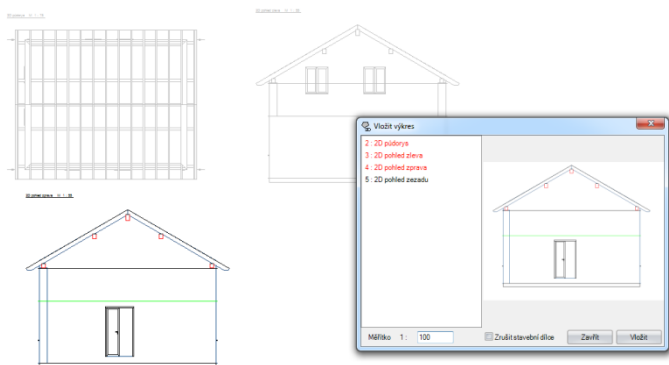 Vložit výkres
2 : 2D půdorys
3 : 2D pohled zleva
4 : 2D pohled zprava
5 : 2D pohled zezadu
Měřítko 1 : 100
Zrušit stavební dílce
Zavřít
Vložit